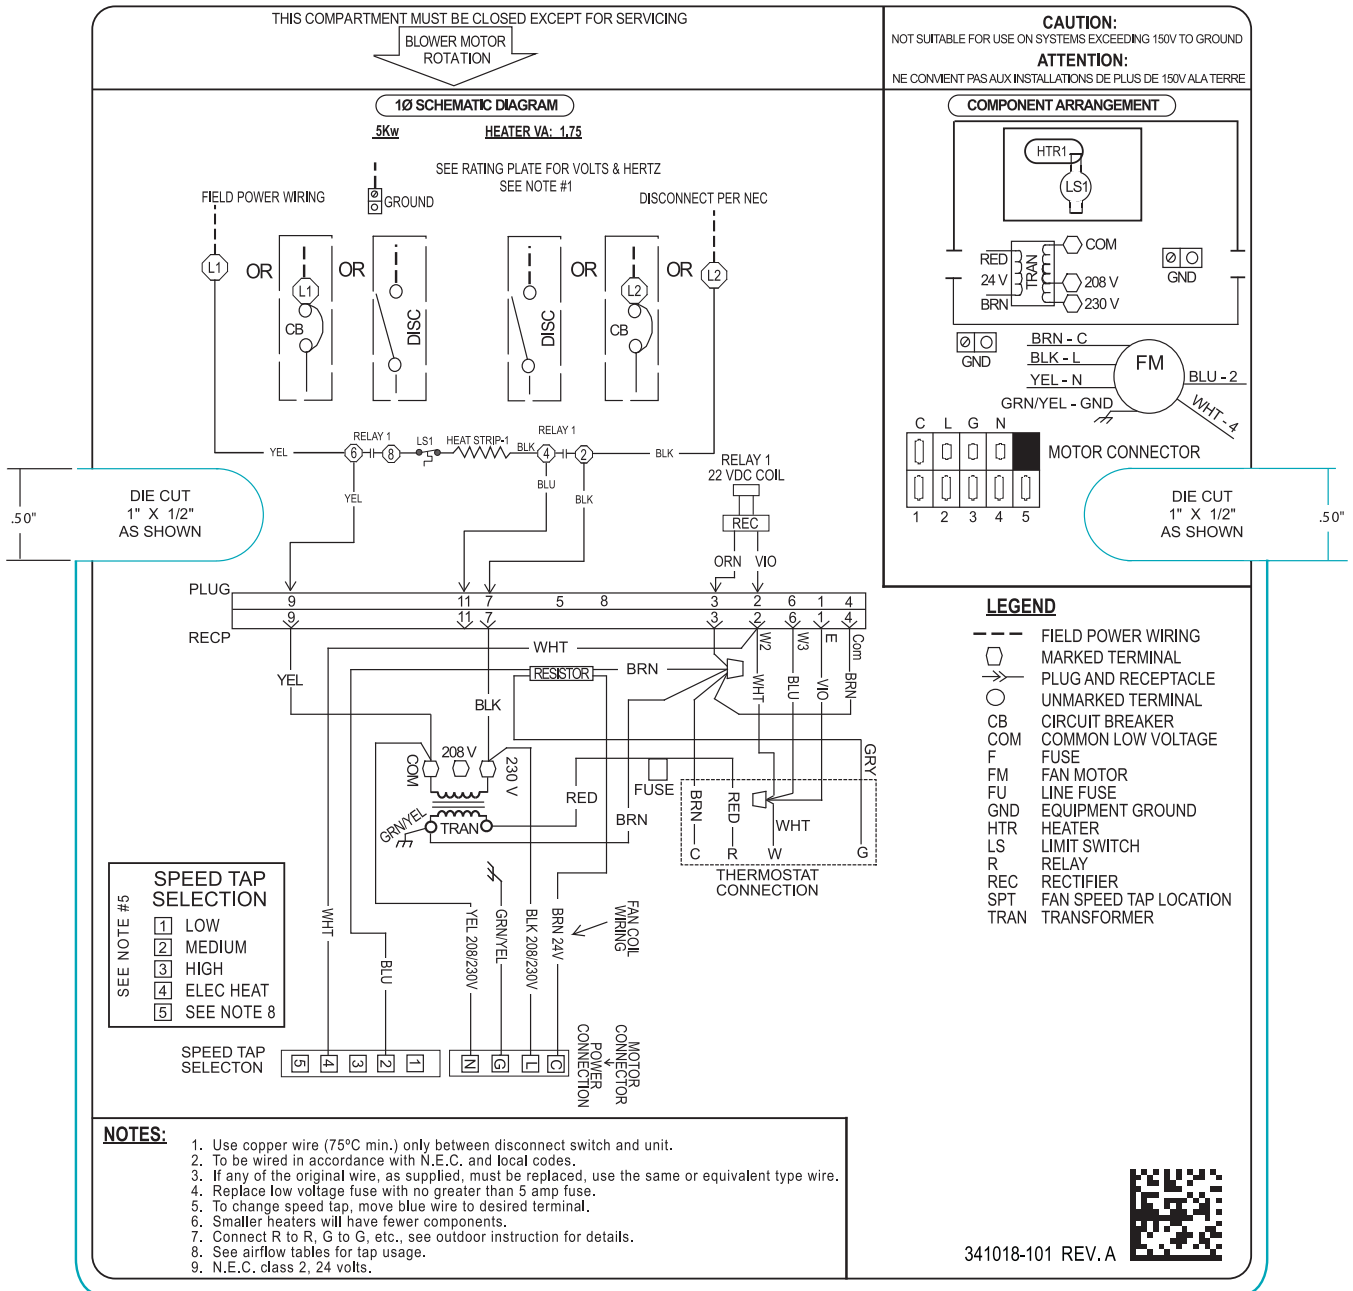 THIS COMPARTMENT MUST BE CLOSED EXCEPT FOR SERVICING
BLOWER MOTOR
ROTATION
CAUTION:
NOT SUITABLE FOR USE ON SYSTEMS EXCEEDING 150V TO GROUND
ATTENTION:
NE CONVIENT PAS AUX INSTALLATIONS DE PLUS DE 150V ALA TERRE
1Ø SCHEMATIC DIAGRAM
5Kw
HEATER VA: 1.75
SEE RATING PLATE FOR VOLTS & HERTZ
SEE NOTE #1
FIELD POWER WIRING
GROUND
DISCONNECT PER NEC
L1
OR
L1
CB
OR
DISC
DISC
OR
L2
CB
OR
L2
YEL
RELAY 1
6
8
LS1
HEAT STRIP-1
BLK
RELAY 1
4
2
BLK
YEL
BLU
BLK
RELAY 1
22 VDC COIL
REC
ORN
VIO
COMPONENT ARRANGEMENT
HTR1
LS1
RED
24 V
BRN
TRAN
COM
208 V
230 V
GND
GND
BRN - C
BLK - L
YEL - N
GRN/YEL - GND
FM
BLU - 2
WHT - 4
C L G N
MOTOR CONNECTOR
1 2 3 4 5
DIE CUT
1" X 1/2"
AS SHOWN
.50"
DIE CUT
1" X 1/2"
AS SHOWN
.50"
PLUG
9 11 7 5 8 3 2 6 1 4
RECP
9 11 7 3 2 6 1 4
WHT
W2
W3
E
Com
YEL
RESISTOR
BRN
BLK
WHT
BLU
VIO
BRN
COM
208 V
230 V
GRN/YEL
TRAN
RED
FUSE
BRN
GRY
BRN
RED
WHT
C R W G
THERMOSTAT
CONNECTION
LEGEND
FIELD POWER WIRING
MARKED TERMINAL
PLUG AND RECEPTACLE
UNMARKED TERMINAL
CB CIRCUIT BREAKER
COM COMMON LOW VOLTAGE
F FUSE
FM FAN MOTOR
FU LINE FUSE
GND EQUIPMENT GROUND
HTR HEATER
LS LIMIT SWITCH
R RELAY
REC RECTIFIER
SPT FAN SPEED TAP LOCATION
TRAN TRANSFORMER
SEE NOTE #5
SPEED TAP
SELECTION
1 LOW
2 MEDIUM
3 HIGH
4 ELEC HEAT
5 SEE NOTE 8
WHT
BLU
YEL 208/230V
GRN/YEL
BLK 208/230V
BRN 24V
FAN COIL
WIRING
SPEED TAP
SELECTON
5 4 3 2 1
N G L C
MOTOR
CONNECTOR
POWER
CONNECTION
NOTES:
1. Use copper wire (75ºC min.) only between disconnect switch and unit.
2. To be wired in accordance with N.E.C. and local codes.
3. If any of the original wire, as supplied, must be replaced, use the same or equivalent type wire.
4. Replace low voltage fuse with no greater than 5 amp fuse.
5. To change speed tap, move blue wire to desired terminal.
6. Smaller heaters will have fewer components.
7. Connect R to R, G to G, etc., see outdoor instruction for details.
8. See airflow tables for tap usage.
9. N.E.C. class 2, 24 volts.
341018-101 REV. A